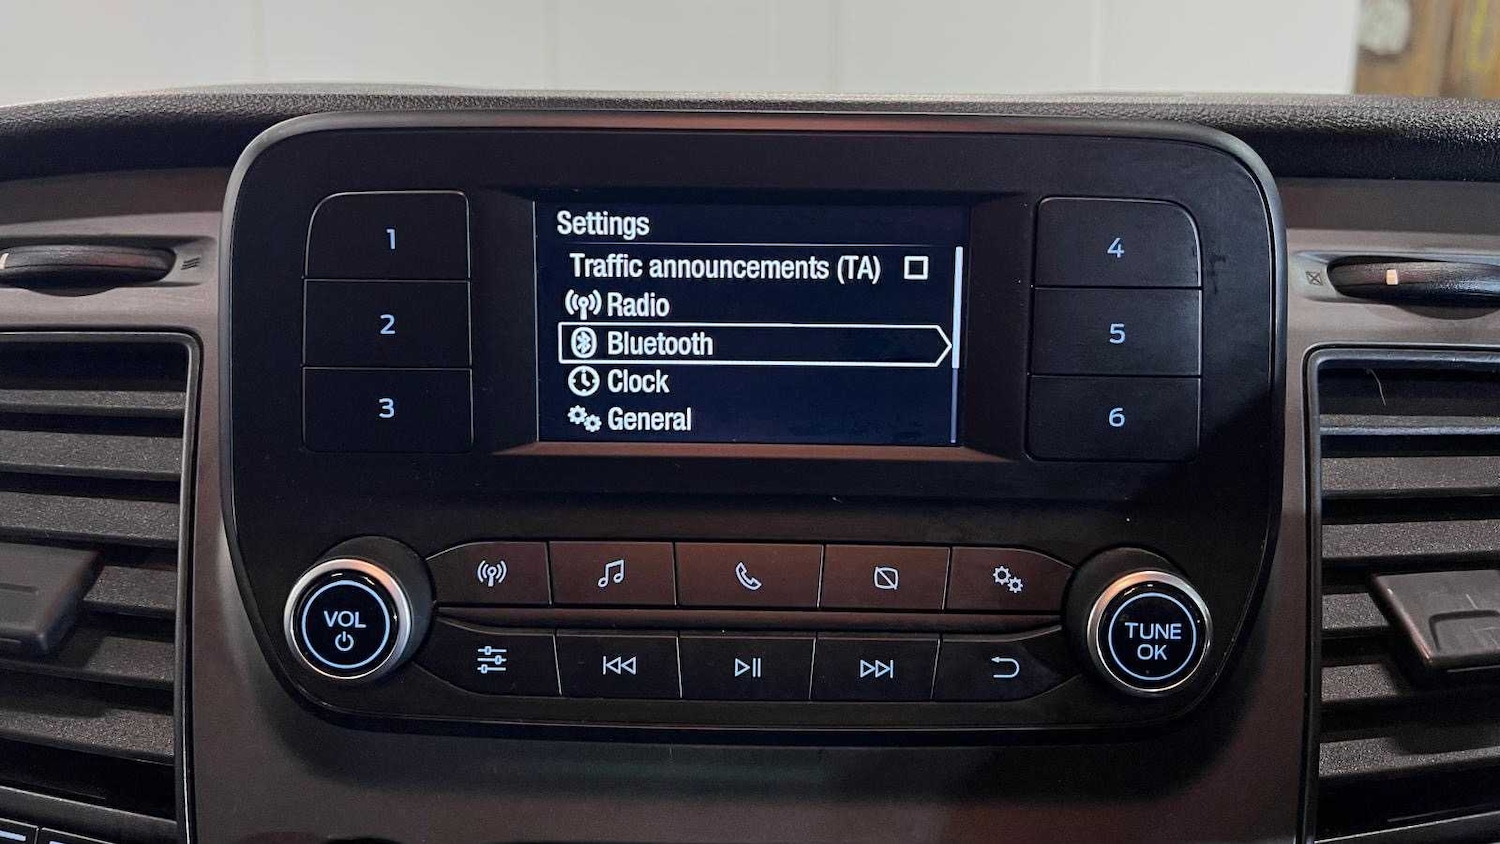 Settings
Traffic announcements (TA)
Radio
Bluetooth
Clock
General
1
2
3
4
5
6
VOL
TUNE
OK